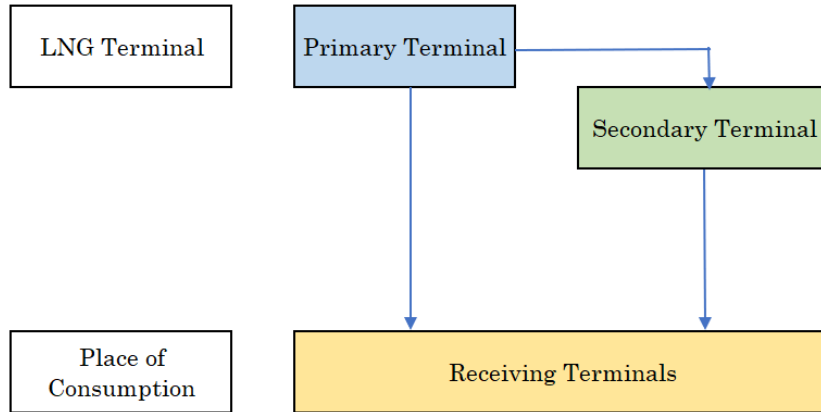 LNG Terminal
Primary Terminal
Secondary Terminal
Place of
Consumption
Receiving Terminals